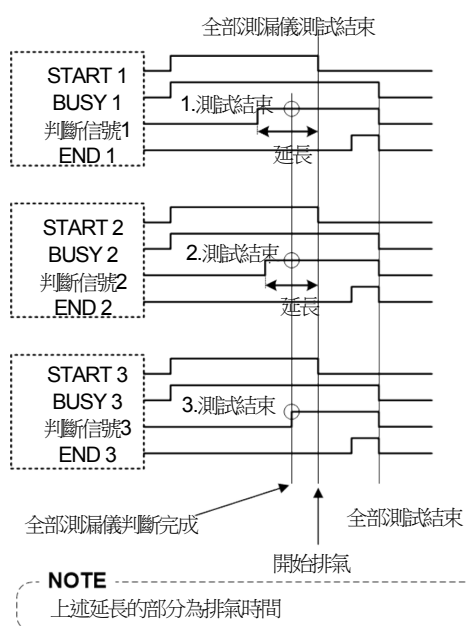 全部測漏儀測試結束
START 1
BUSY 1
判斷信號1
END 1
1.測試結束
延長
START 2
BUSY 2
判斷信號2
END 2
2.測試結束
延長
START 3
BUSY 3
判斷信號3
END 3
3.測試結束
全部測漏儀判斷完成
開始排氣
全部測試結束
NOTE
上述延長的部分為排氣時間